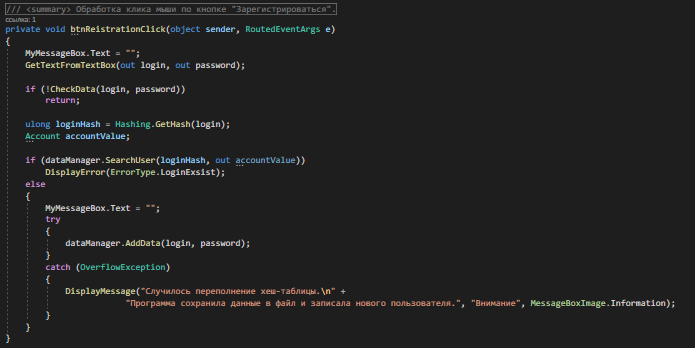 /// <summary> Обработка клика мыши по кнопке "Зарегистрироваться".
ссылка: 1
private void btnReistrationClick(object sender, RoutedEventArgs e)
{
MyMessageBox.Text = "";
GetTextFromTextBox(out login, out password);
if (!CheckData(login, password))
return;
ulong loginHash = Hashing.GetHash(login);
Account accountValue;
if (dataManager.SearchUser(loginHash, out accountValue))
DisplayError(ErrorType.LoginExsist);
else
{
MyMessageBox.Text = "";
try
{
dataManager.AddData(login, password);
}
catch (OverflowException)
{
DisplayMessage("Случилось переполнение хеш-таблицы.\n" +
"Программа сохранила данные в файл и записала нового пользователя.", "Внимание", MessageBoxImage.Information);
}
}
}